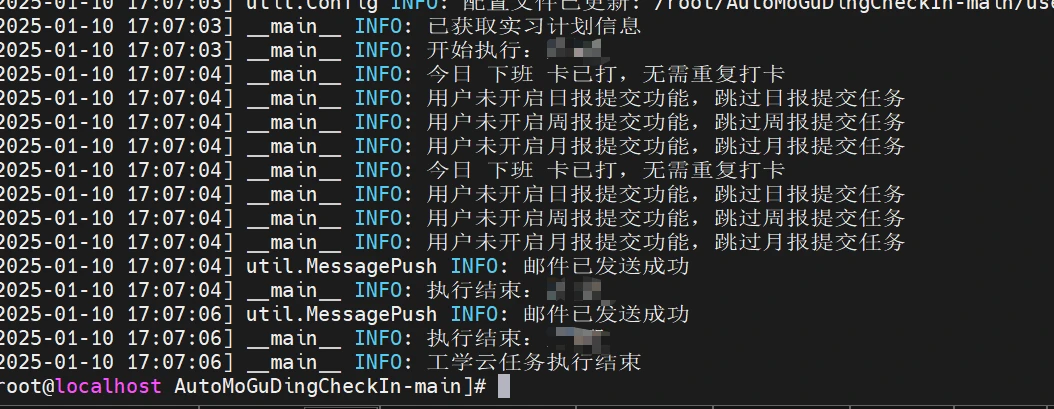 2025-01-10 17:07:03] util.Config INFO: 配置文件已更新: /root/AutoMoGuDingCheckIn-main/use
2025-01-10 17:07:03] __main__ INFO: 已获取实习计划信息
2025-01-10 17:07:03] __main__ INFO: 开始执行:
2025-01-10 17:07:04] __main__ INFO: 今日 下班 卡已打，无需重复打卡
2025-01-10 17:07:04] __main__ INFO: 用户未开启日报提交功能，跳过日报提交任务
2025-01-10 17:07:04] __main__ INFO: 用户未开启周报提交功能，跳过周报提交任务
2025-01-10 17:07:04] __main__ INFO: 用户未开启月报提交功能，跳过月报提交任务
2025-01-10 17:07:04] __main__ INFO: 今日 下班 卡已打，无需重复打卡
2025-01-10 17:07:04] __main__ INFO: 用户未开启日报提交功能，跳过日报提交任务
2025-01-10 17:07:04] __main__ INFO: 用户未开启周报提交功能，跳过周报提交任务
2025-01-10 17:07:04] __main__ INFO: 用户未开启月报提交功能，跳过月报提交任务
2025-01-10 17:07:04] util.MessagePush INFO: 邮件已发送成功
2025-01-10 17:07:04] __main__ INFO: 执行结束:
2025-01-10 17:07:06] util.MessagePush INFO: 邮件已发送成功
2025-01-10 17:07:06] __main__ INFO: 执行结束:
2025-01-10 17:07:06] __main__ INFO: 工学云任务执行结束
root@localhost AutoMoGuDingCheckIn-main]#